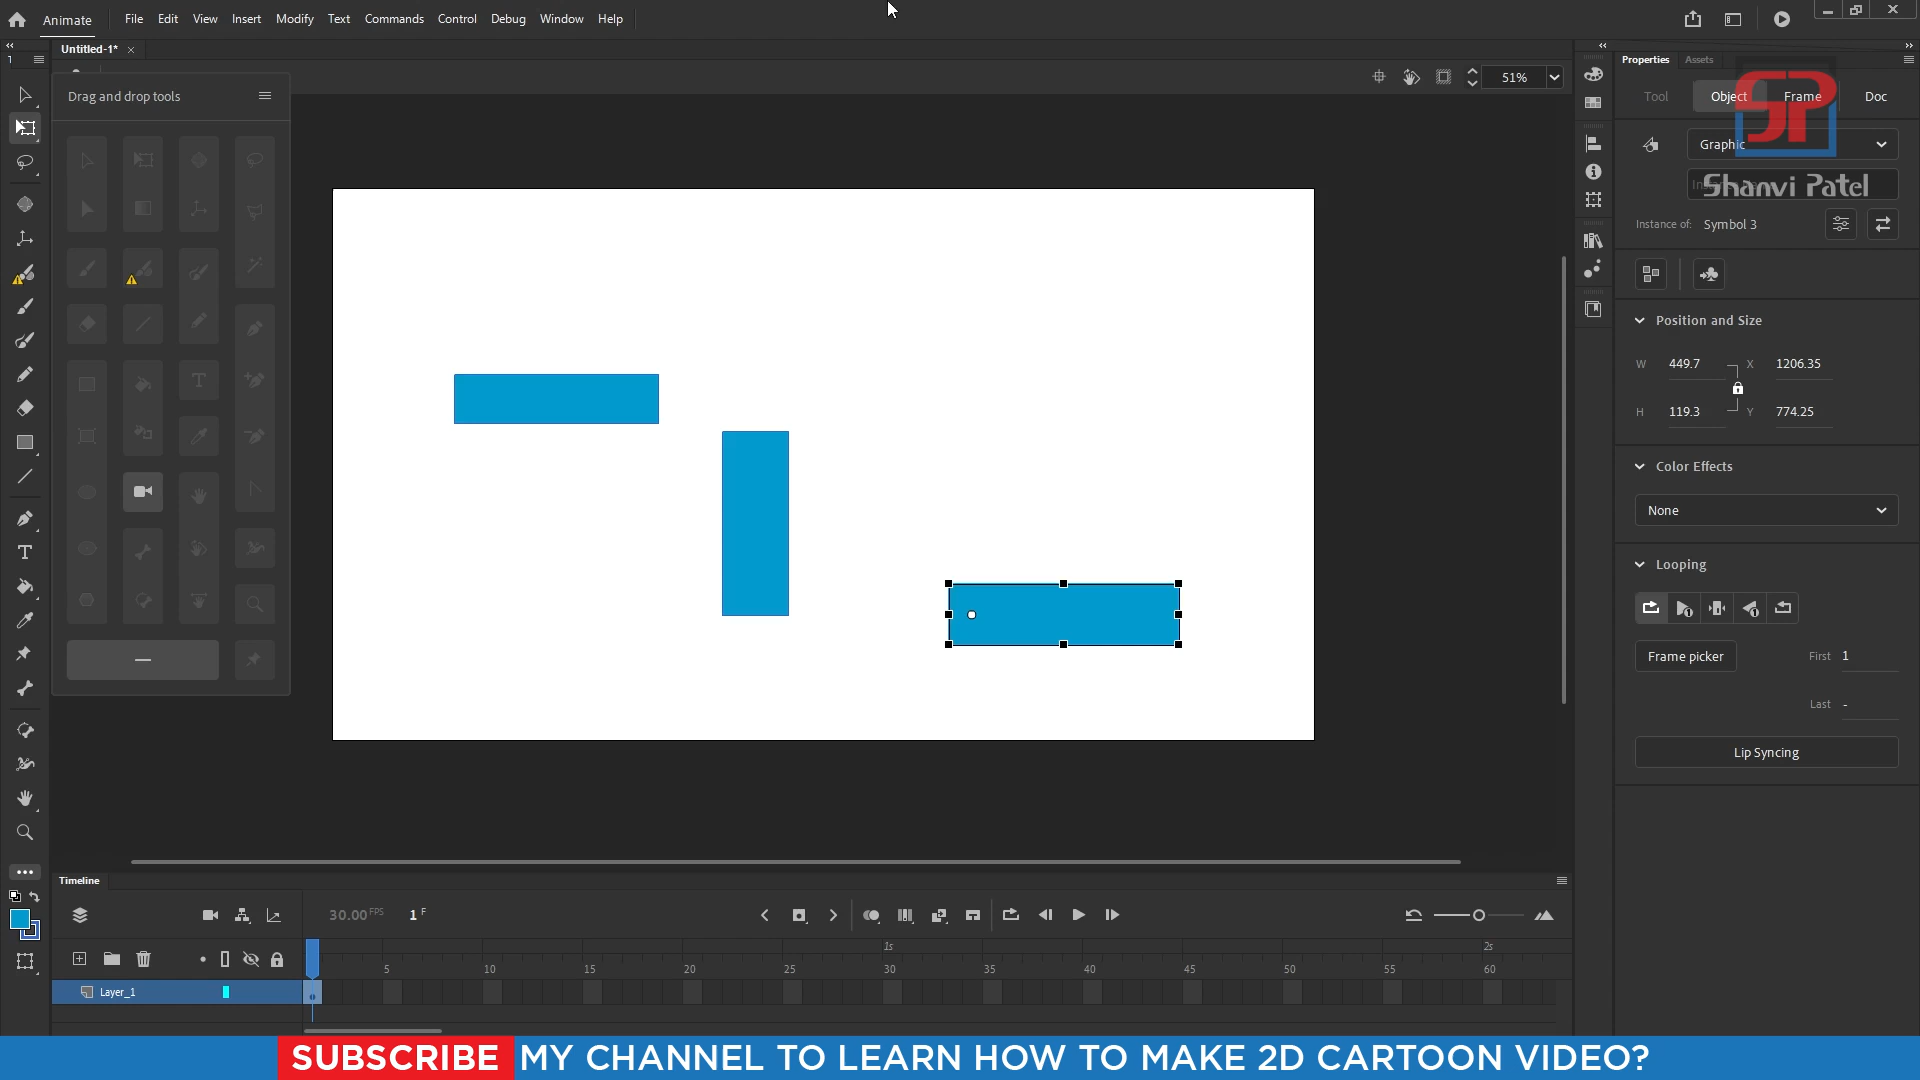 Animate File Edit View Insert Modify Text Commands Control Debug Window Help
Untitled-1*
51%
Drag and drop tools
Properties Assets
Tool Object Frame Doc
Graphic
Shanvi Patel
Instance of: Symbol 3
Position and Size
W 449.7 X 1206.35
H 119.3 Y 774.25
Color Effects
None
Looping
Frame picker First 1
Last -
Lip Syncing
Timeline
30.00 FPS 1 F
1s 2s
5 10 15 20 25 30 35 40 45 50 55 60
Layer_1
SUBSCRIBE MY CHANNEL TO LEARN HOW TO MAKE 2D CARTOON VIDEO?